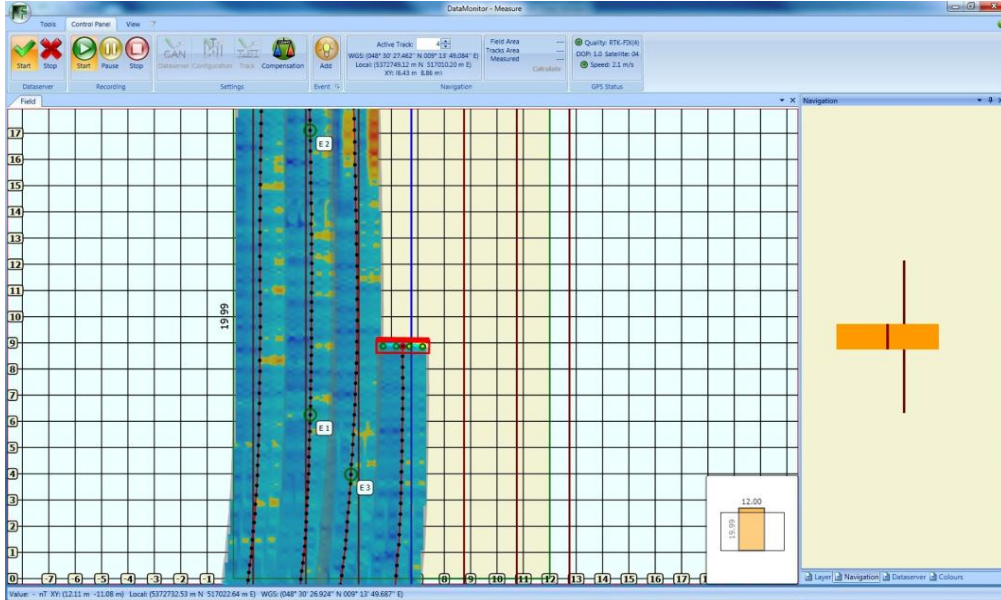 DataMonitor - Measure
Tools Control Panel View
Start Stop Start Pause Stop CAN Dataserver Configuration Track Compensation Add
Active Track: 4
WGS: (048° 30' 27.462" N 009° 13' 49.084" E)
Local: (5372749.12 m N 517010.20 m E)
XY: (6.43 m 8.86 m)
Field Area ---
Tracks Area ---
Measured ---
Calculate
Quality: RTK-FIX(4)
DOP: 1.0 Satellite: 04
Speed: 2.1 m/s
Dataserver Recording Settings Event Navigation GPS Status
Field
Navigation
17
16
15
14
13
12
11
10
9
8
7
6
5
4
3
2
1
0 -7 -6 -5 -4 -3 -2 -1 8 9 10 11 12 13 14 15 16 17
E 2
19.99
E 1
E 3
12.00
19.99
Layer Navigation Dataserver Colours
Value: - nT XY: (12.11 m -11.08 m) Local: (5372732.53 m N 517022.64 m E) WGS: (048° 30' 26.924" N 009° 13' 49.687" E)